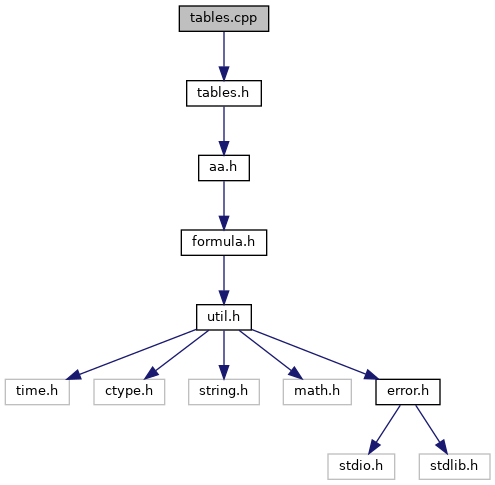 tables.cpp
tables.h
aa.h
formula.h
util.h
time.h
ctype.h
string.h
math.h
error.h
stdio.h
stdlib.h